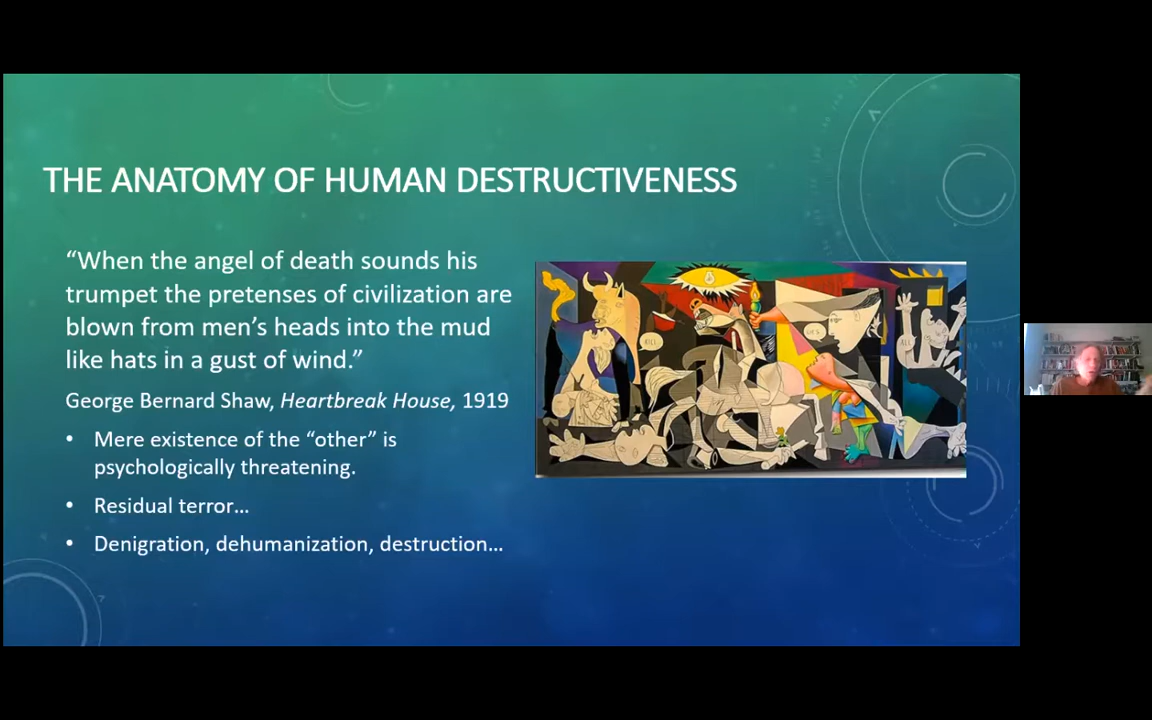 THE ANATOMY OF HUMAN DESTRUCTIVENESS
“When the angel of death sounds his
trumpet the pretenses of civilization are
blown from men’s heads into the mud
like hats in a gust of wind.”
George Bernard Shaw, Heartbreak House, 1919
• Mere existence of the “other” is
psychologically threatening.
• Residual terror…
• Denigration, dehumanization, destruction…